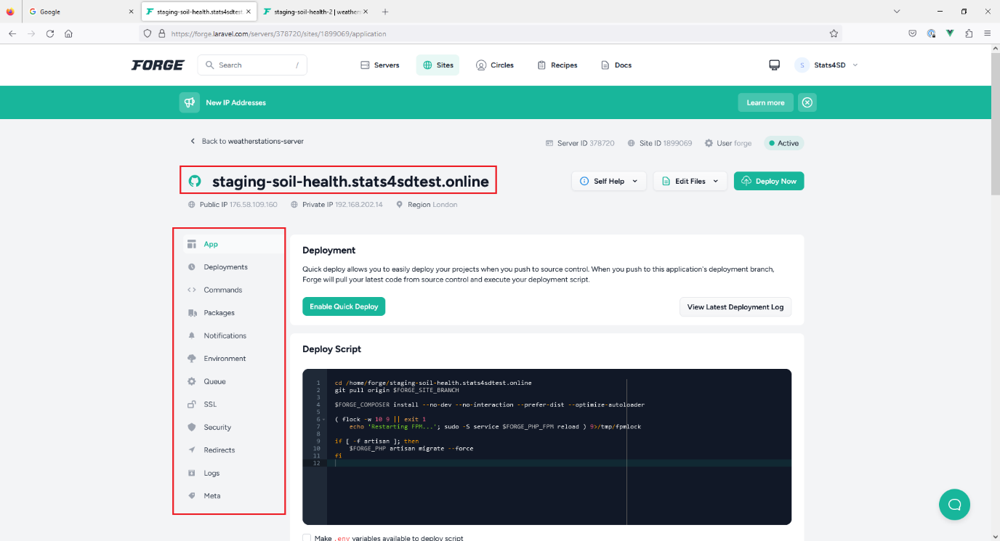 Google
staging-soil-health.stats4sdtest
staging-soil-health-2 | weathers
https://forge.laravel.com/servers/378720/sites/1899069/application
FORGE
Search /
Servers
Sites
Circles
Recipes
Docs
S
Stats4SD
New IP Addresses
Learn more
Back to weatherstations-server
Server ID 378720
Site ID 1899069
User forge
Active
staging-soil-health.stats4sdtest.online
Self Help
Edit Files
Deploy Now
Public IP 176.58.109.160
Private IP 192.168.202.14
Region London
App
Deployments
Commands
Packages
Notifications
Environment
Queue
SSL
Security
Redirects
Logs
Meta
Deployment
Quick deploy allows you to easily deploy your projects when you push to source control. When you push to this application's deployment branch,
Forge will pull your latest code from source control and execute your deployment script.
Enable Quick Deploy
View Latest Deployment Log
Deploy Script
1 cd /home/forge/staging-soil-health.stats4sdtest.online
2 git pull origin $FORGE_SITE_BRANCH
3
4 $FORGE_COMPOSER install --no-dev --no-interaction --prefer-dist --optimize-autoloader
5
6 ( flock -w 10 9 || exit 1
7 echo 'Restarting FPM...'; sudo -S service $FORGE_PHP_FPM reload ) 9>/tmp/fpmlock
8
9 if [ -f artisan ]; then
10 $FORGE_PHP artisan migrate --force
11 fi
12
Make .env variables available to deploy script